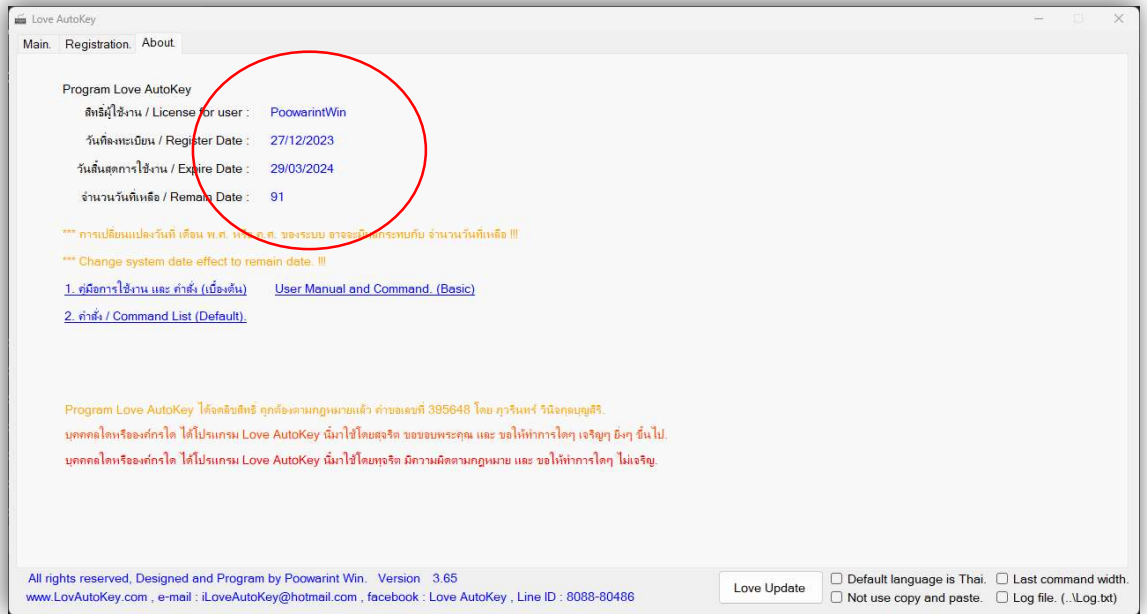 Love AutoKey
Main. Registration. About.
Program Love AutoKey
สิทธิ์ผู้ใช้งาน / License for user : PoowarintWin
วันที่ลงทะเบียน / Register Date : 27/12/2023
วันสิ้นสุดการใช้งาน / Expire Date : 29/03/2024
จำนวนวันที่เหลือ / Remain Date : 91
*** การเปลี่ยนแปลงวันที่ เดือน พ.ศ. หรือ ค.ศ. ของระบบ อาจจะมีผลกระทบกับ จำนวนวันที่เหลือ !!!
*** Change system date effect to remain date. !!!
1. คู่มือการใช้งาน และ คำสั่ง (เบื้องต้น) User Manual and Command. (Basic)
2. คำสั่ง / Command List (Default).
Program Love AutoKey ได้จดลิขสิทธิ์ ถูกต้องตามกฎหมายแล้ว คำขอเลขที่ 395648 โดย ภูวรินทร์ วินิจกุลบุญสิริ.
บุคคลใดหรือองค์กรใด ได้โปรแกรม Love AutoKey นี้มาใช้โดยสุจริต ขอขอบพระคุณ และ ขอให้ทำการใดๆ เจริญๆ ยิ่งๆ ขึ้นไป.
บุคคลใดหรือองค์กรใด ได้โปรแกรม Love AutoKey นี้มาใช้โดยทุจริต มีความผิดตามกฎหมาย และ ขอให้ทำการใดๆ ไม่เจริญ.
All rights reserved, Designed and Program by Poowarint Win. Version 3.65
www.LovAutoKey.com , e-mail : iLoveAutoKey@hotmail.com , facebook : Love AutoKey , Line ID : 8088-80486
Love Update
Default language is Thai. Last command width.
Not use copy and paste. Log file. (..\Log.txt)